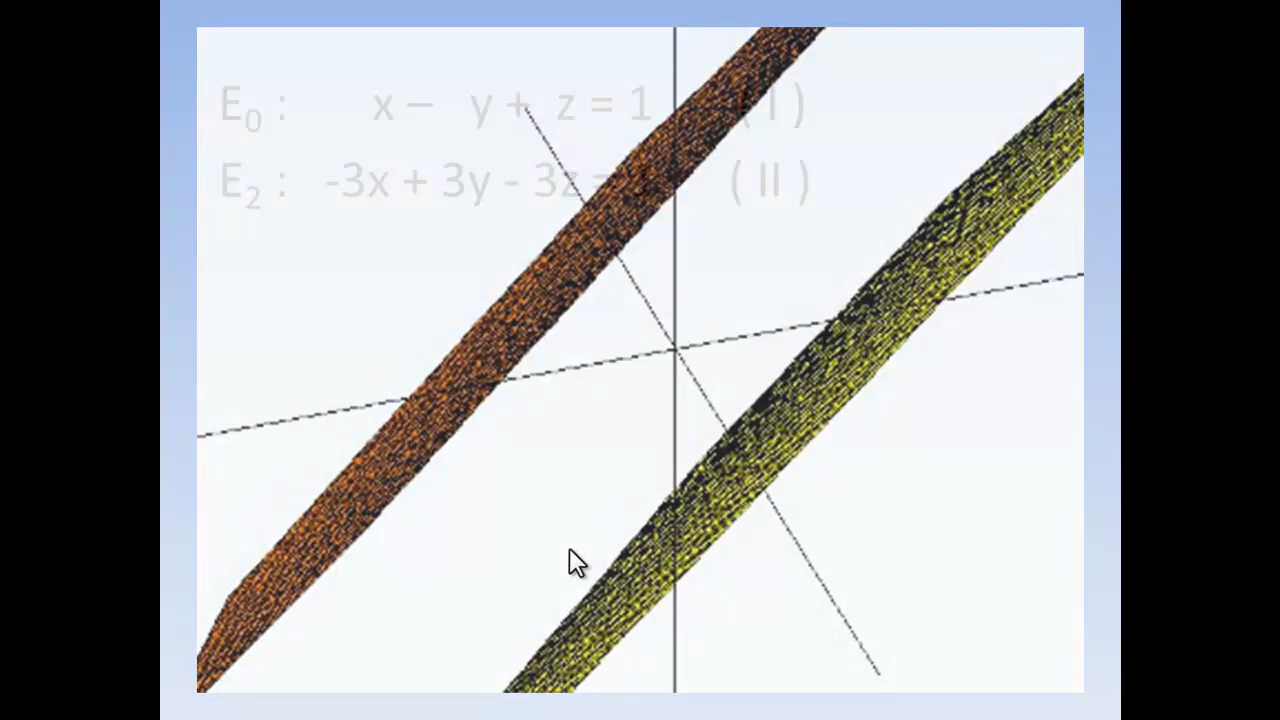 E₀ : x – y + z = 1 ( I )
E₂ : -3x + 3y - 3z = ( II )